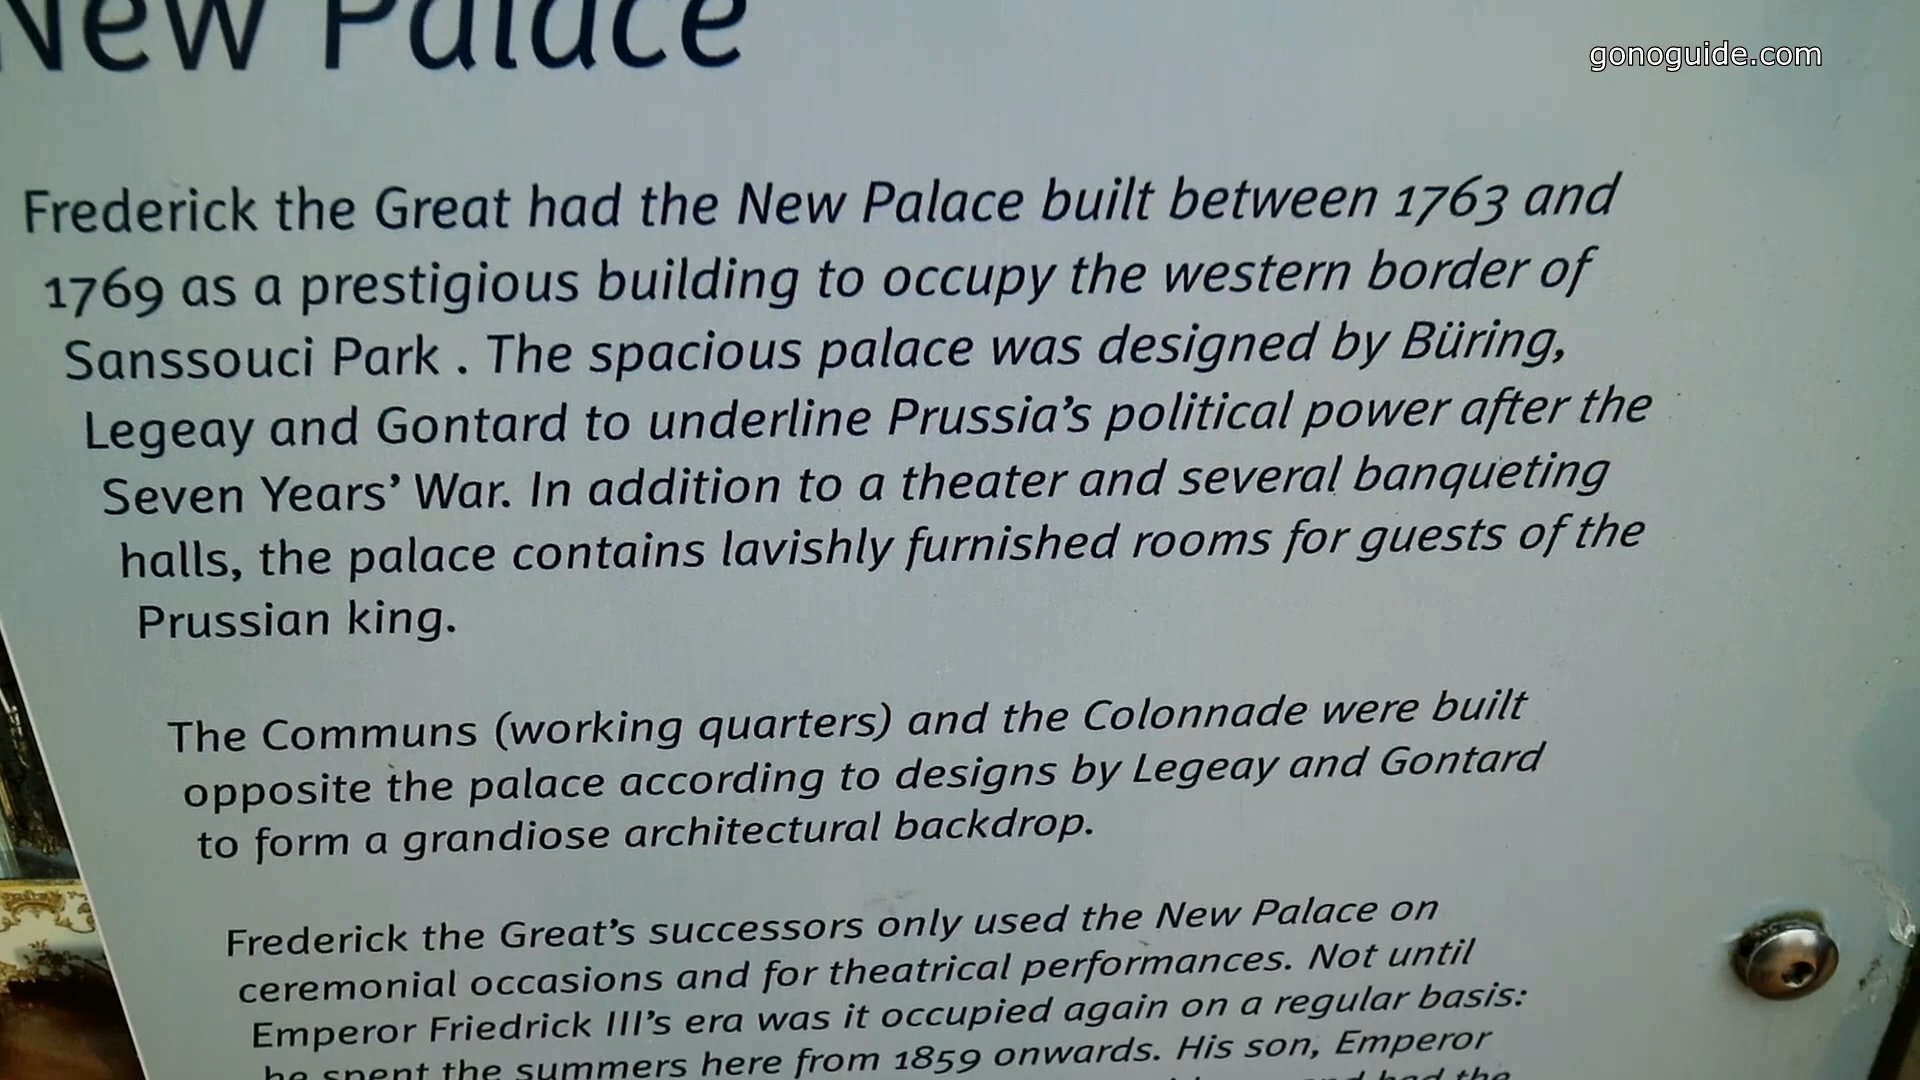 New Palace
gonoguide.com
Frederick the Great had the New Palace built between 1763 and
1769 as a prestigious building to occupy the western border of
Sanssouci Park . The spacious palace was designed by Büring,
Legeay and Gontard to underline Prussia's political power after the
Seven Years' War. In addition to a theater and several banqueting
halls, the palace contains lavishly furnished rooms for guests of the
Prussian king.
The Communs (working quarters) and the Colonnade were built
opposite the palace according to designs by Legeay and Gontard
to form a grandiose architectural backdrop.
Frederick the Great's successors only used the New Palace on
ceremonial occasions and for theatrical performances. Not until
Emperor Friedrick III's era was it occupied again on a regular basis:
he spent the summers here from 1859 onwards. His son, Emperor
had the